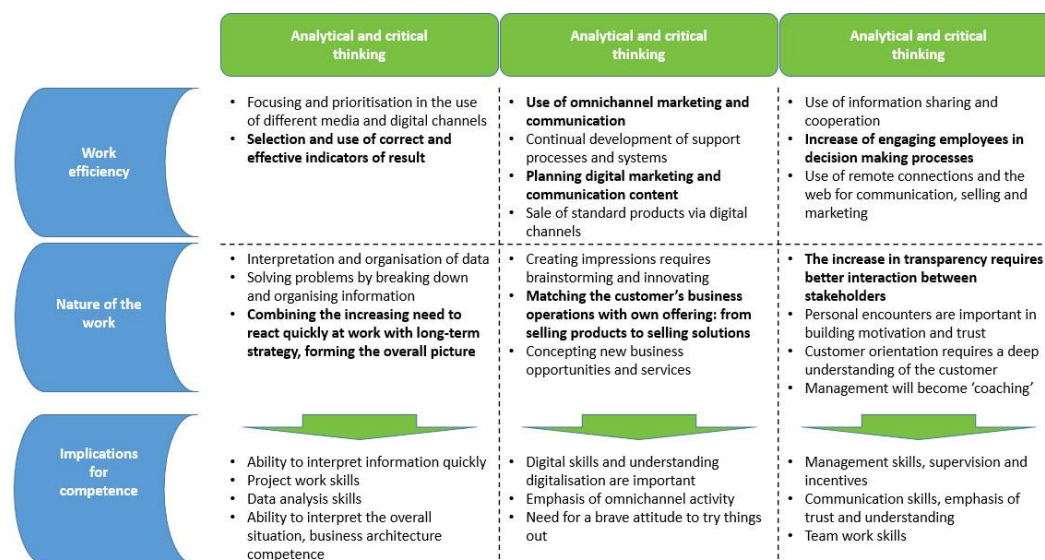 Analytical and critical
thinking
Analytical and critical
thinking
Analytical and critical
thinking
Work
efficiency
• Focusing and prioritisation in the use
of different media and digital channels
• Selection and use of correct and
effective indicators of result
• Use of omnichannel marketing and
communication
• Continual development of support
processes and systems
• Planning digital marketing and
communication content
• Sale of standard products via digital
channels
• Use of information sharing and
cooperation
• Increase of engaging employees in
decision making processes
• Use of remote connections and the
web for communication, selling and
marketing
Nature of the
work
• Interpretation and organisation of data
• Solving problems by breaking down
and organising information
• Combining the increasing need to
react quickly at work with long-term
strategy, forming the overall picture
• Creating impressions requires
brainstorming and innovating
• Matching the customer's business
operations with own offering: from
selling products to selling solutions
• Concepting new business
opportunities and services
• The increase in transparency requires
better interaction between
stakeholders
• Personal encounters are important in
building motivation and trust
• Customer orientation requires a deep
understanding of the customer
• Management will become 'coaching'
Implications
for
competence
• Ability to interpret information quickly
• Project work skills
• Data analysis skills
• Ability to interpret the overall
situation, business architecture
competence
• Digital skills and understanding
digitalisation are important
• Emphasis of omnichannel activity
• Need for a brave attitude to try things
out
• Management skills, supervision and
incentives
• Communication skills, emphasis of
trust and understanding
• Team work skills